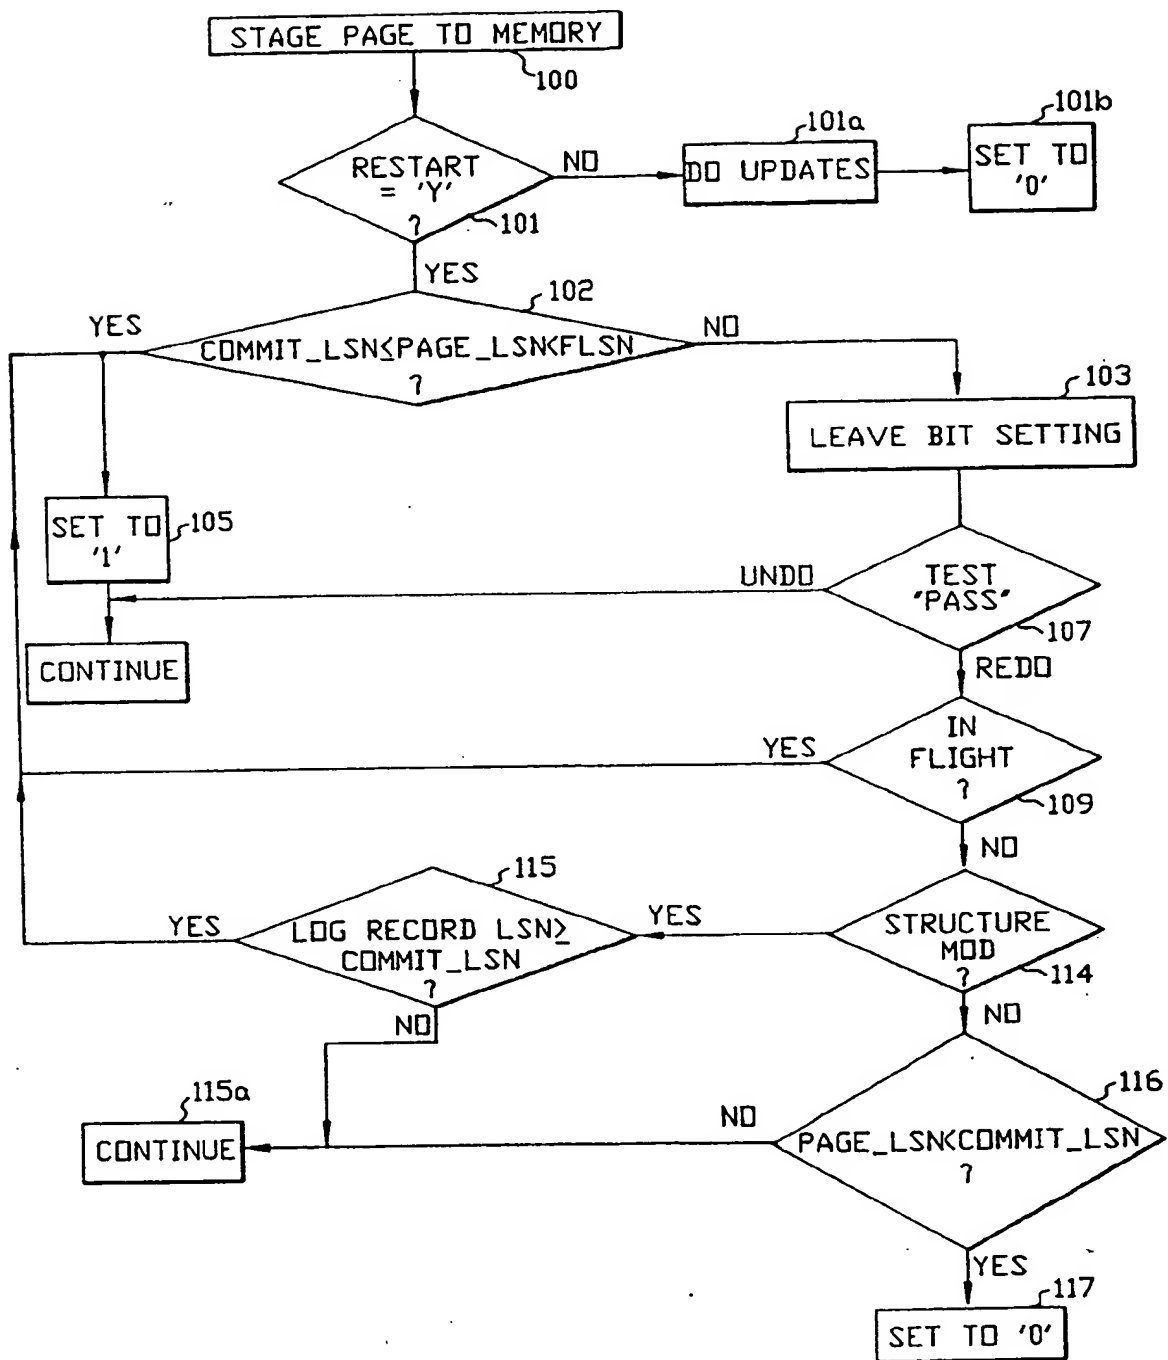 STAGE PAGE TO MEMORY
100
RESTART
= 'Y'
?
101
NO
101a
DO UPDATES
101b
SET TO
'0'
YES
102
YES
COMMIT_LSN≤PAGE_LSN<FLSN
?
NO
103
LEAVE BIT SETTING
SET TO
'1'
105
UNDO
TEST
"PASS"
107
CONTINUE
REDO
YES
IN
FLIGHT
?
109
NO
115
YES
LOG RECORD LSN≥
COMMIT_LSN
?
YES
STRUCTURE
MOD
?
114
NO
NO
115a
CONTINUE
NO
116
PAGE_LSN<COMMIT_LSN
?
YES
117
SET TO '0'